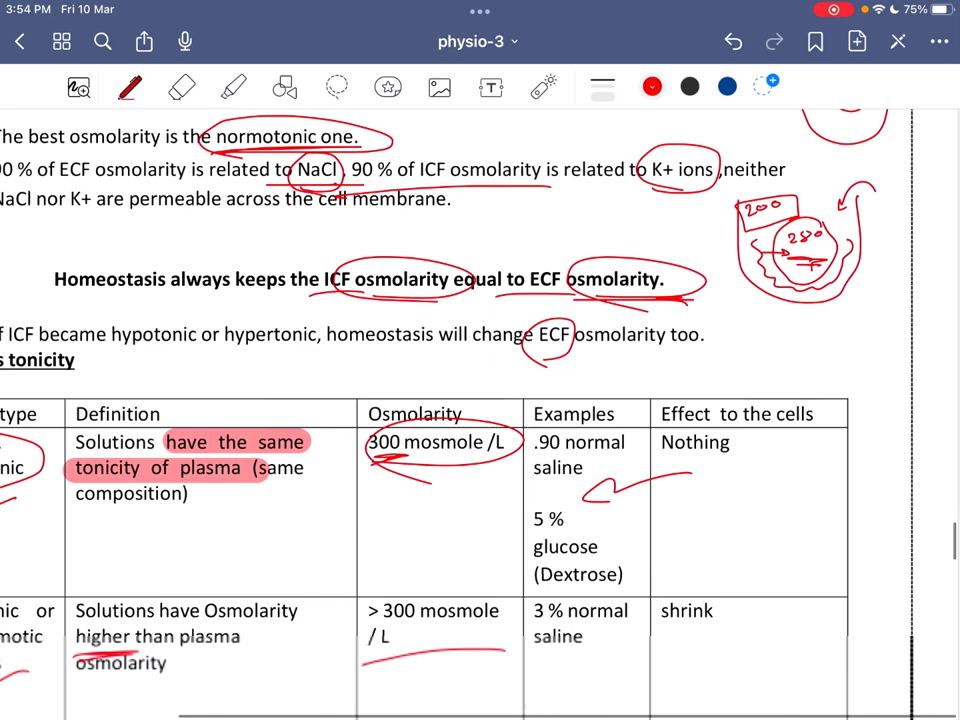 3:54 PM Fri 10 Mar
75%
physio-3
The best osmolarity is the normotonic one.
90 % of ECF osmolarity is related to NaCl, 90 % of ICF osmolarity is related to K+ ions ,neither
NaCl nor K+ are permeable across the cell membrane.
200
280
Homeostasis always keeps the ICF osmolarity equal to ECF osmolarity.
f ICF became hypotonic or hypertonic, homeostasis will change ECF osmolarity too.
s tonicity
type Definition Osmolarity Examples Effect to the cells
Solutions have the same 300 mosmole /L .90 normal Nothing
nic tonicity of plasma (same saline
composition)
5 %
glucose
(Dextrose)
nic or Solutions have Osmolarity > 300 mosmole 3 % normal shrink
motic higher than plasma / L saline
s osmolarity